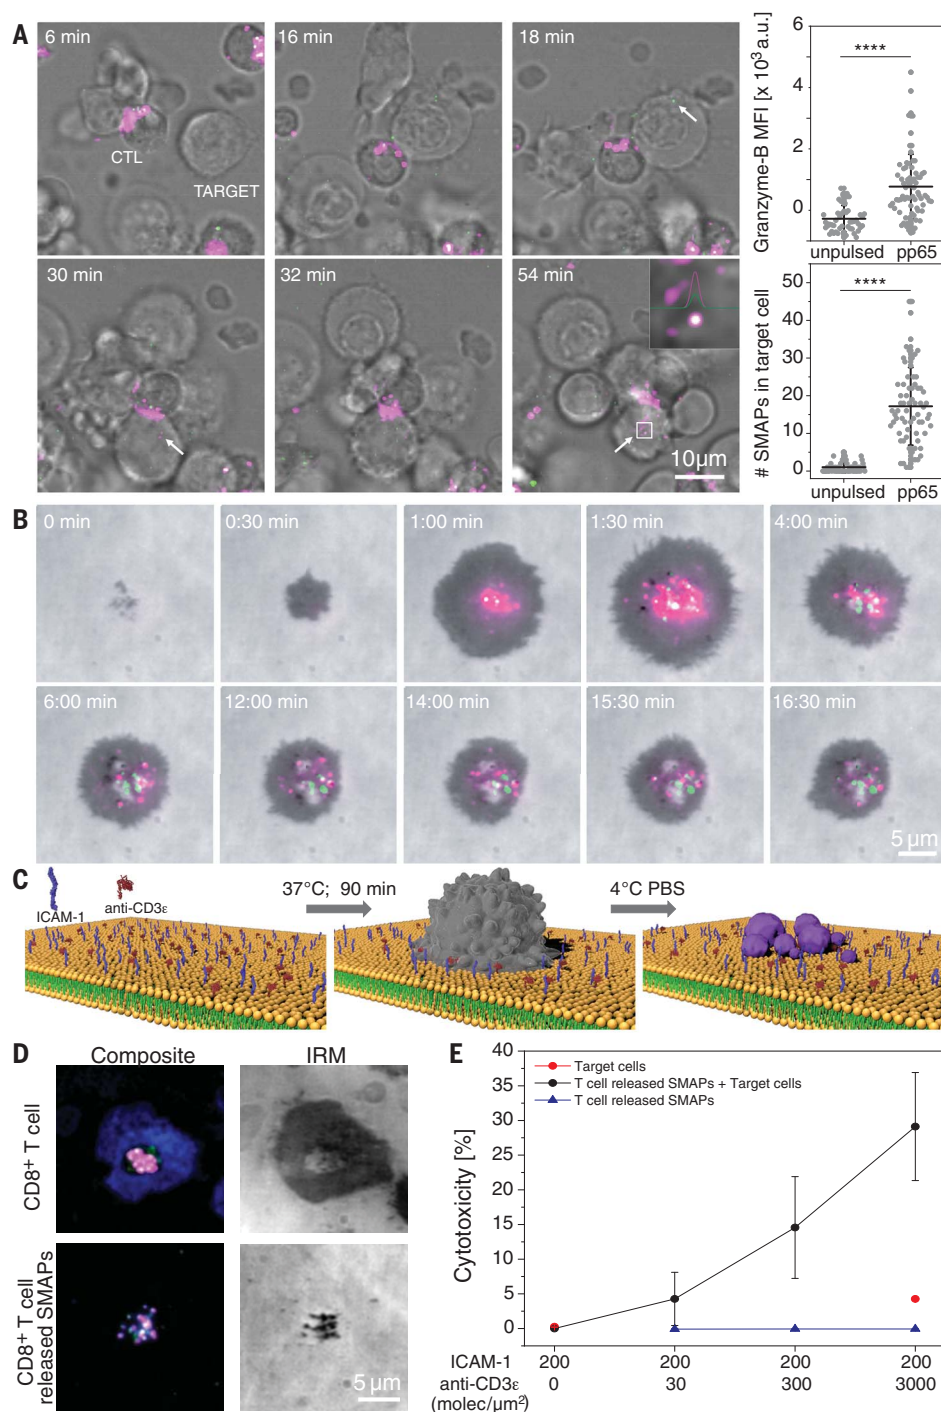 A
6 min
16 min
18 min
CTL
TARGET
30 min
32 min
54 min
10μm
Granzyme-B MFI [x 10³ a.u.]
6
4
2
0
****
unpulsed
pp65
# SMAPs in target cell
50
40
30
20
10
0
****
unpulsed
pp65
B
0 min
0:30 min
1:00 min
1:30 min
4:00 min
6:00 min
12:00 min
14:00 min
15:30 min
16:30 min
5 μm
C
ICAM-1
anti-CD3ε
37°C; 90 min
4°C PBS
D
Composite
IRM
CD8⁺ T cell
CD8⁺ T cell
released SMAPs
5 μm
E
Cytotoxicity [%]
40
35
30
25
20
15
10
5
0
Target cells
T cell released SMAPs + Target cells
T cell released SMAPs
ICAM-1 200 200 200 200
anti-CD3ε 0 30 300 3000
(molec/μm²)